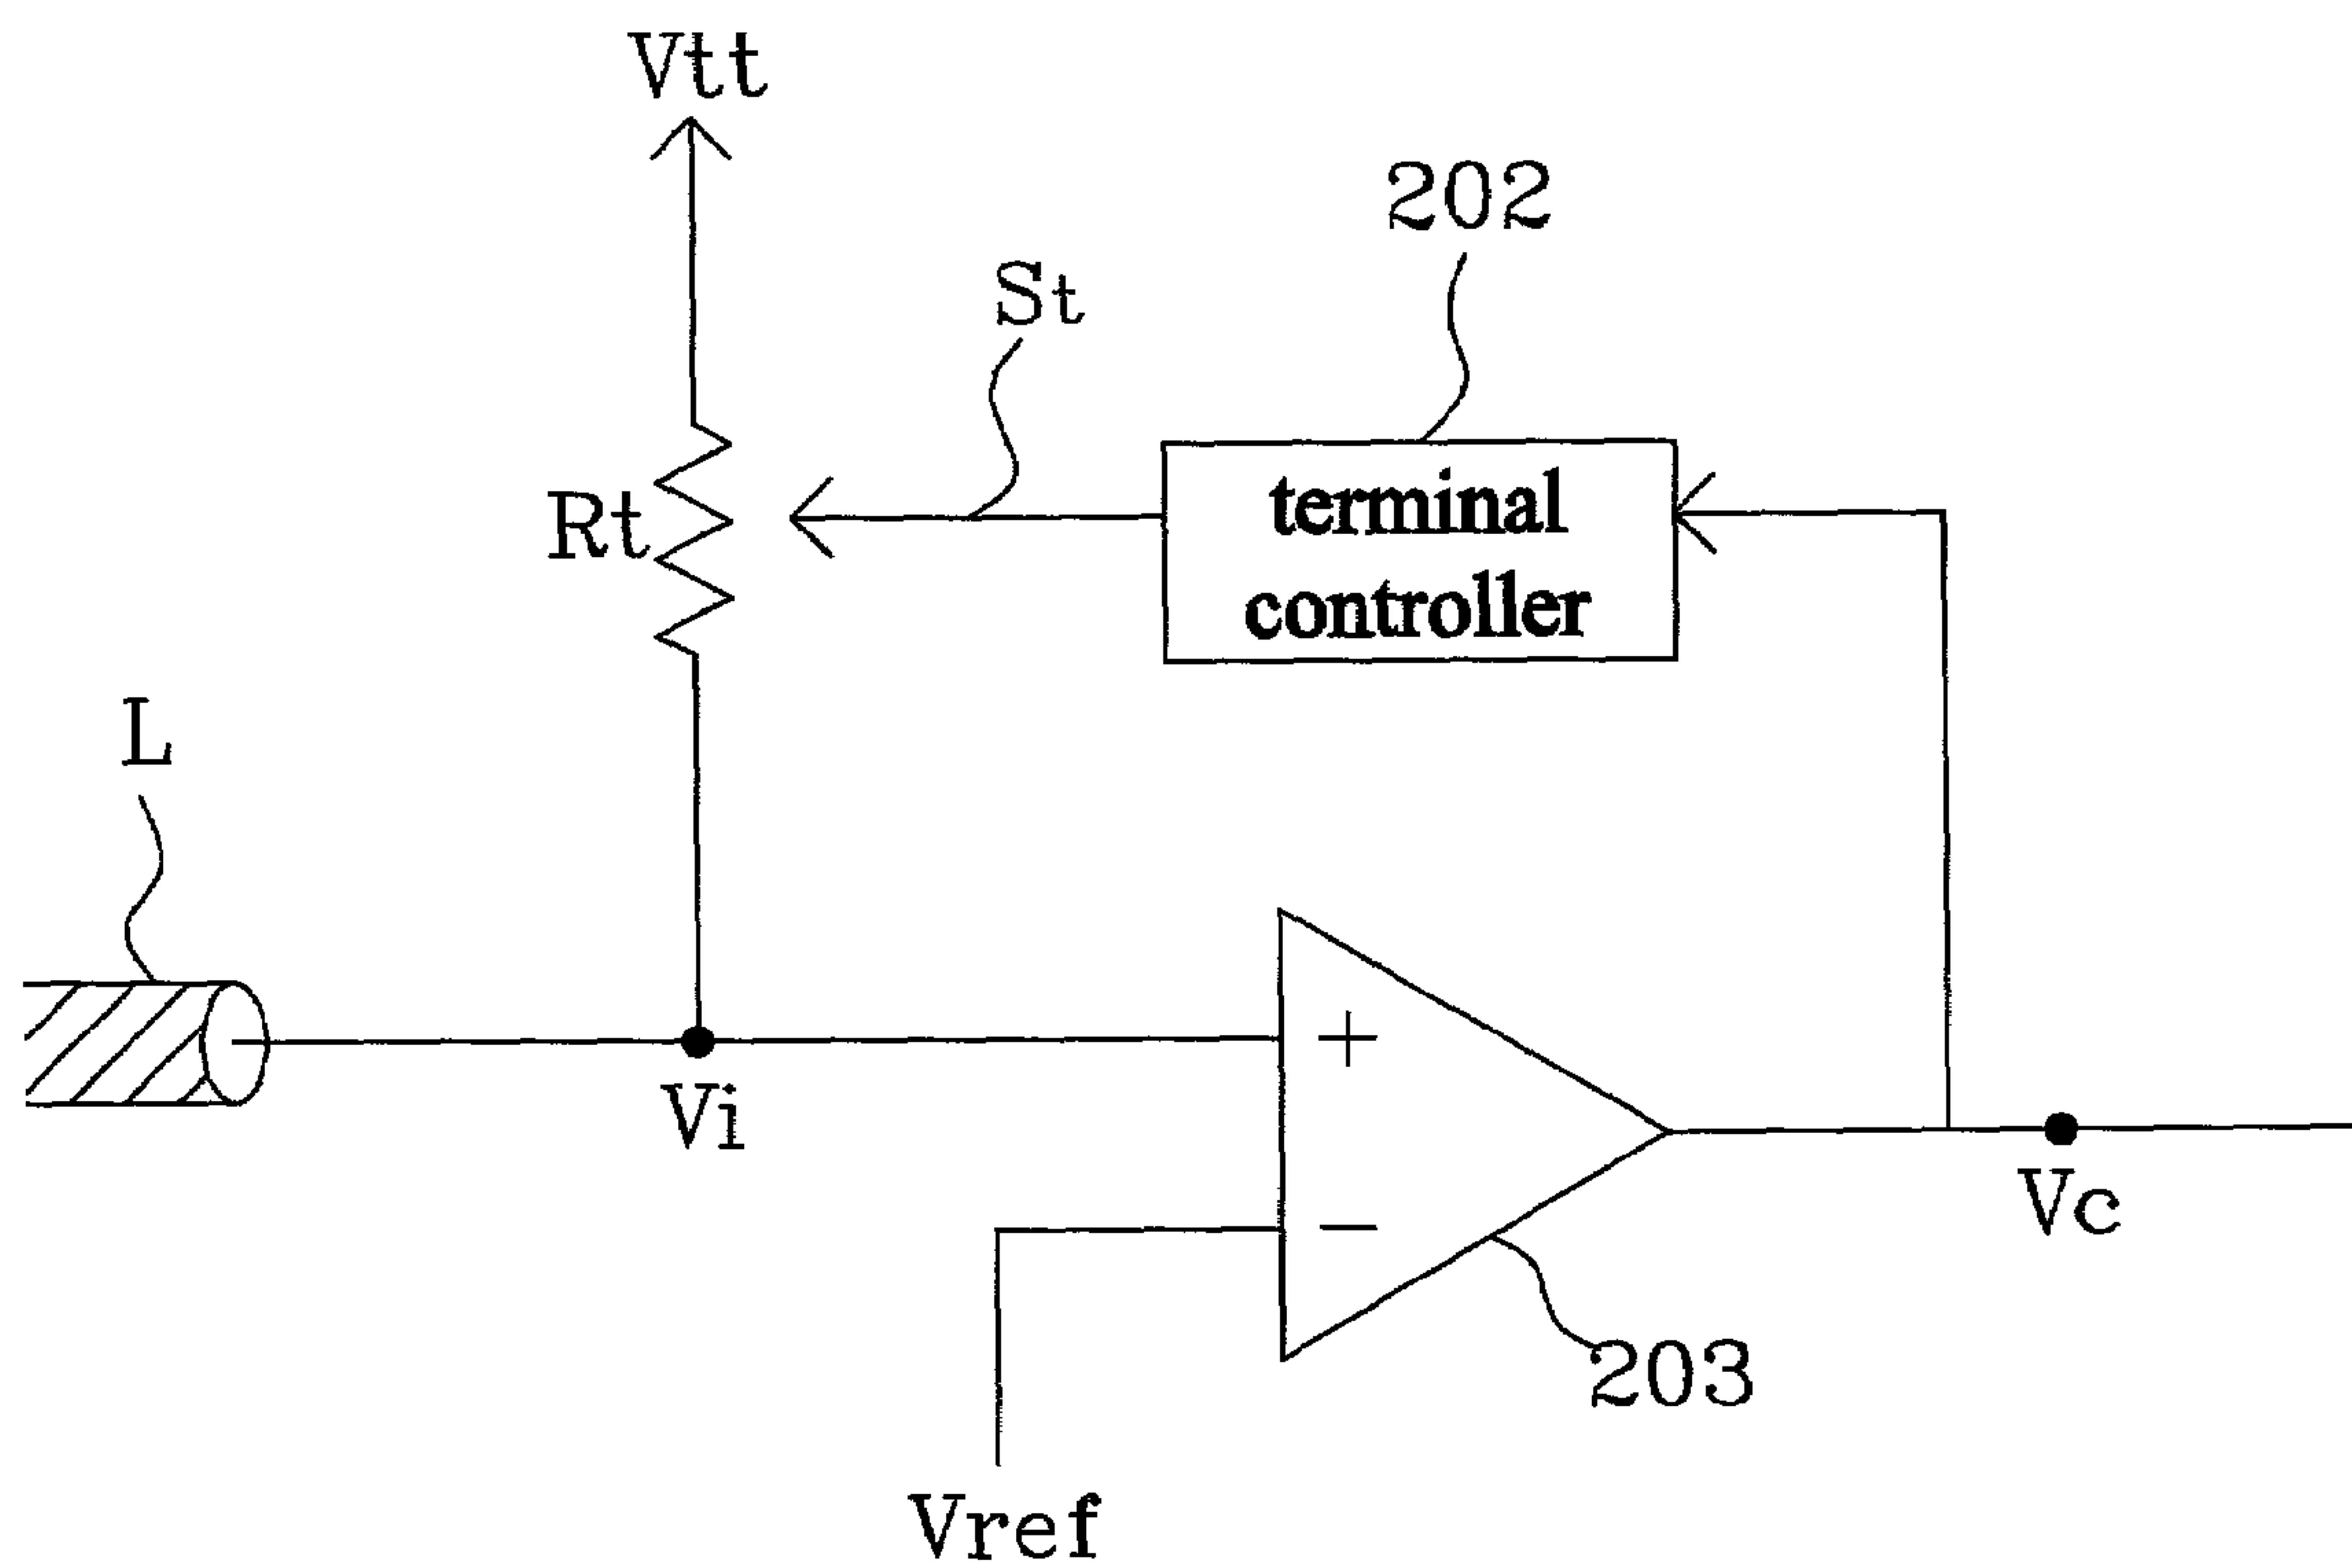 Vtt
202
St
Rt
terminal
controller
L
+
Vi
−
Vc
203
Vref